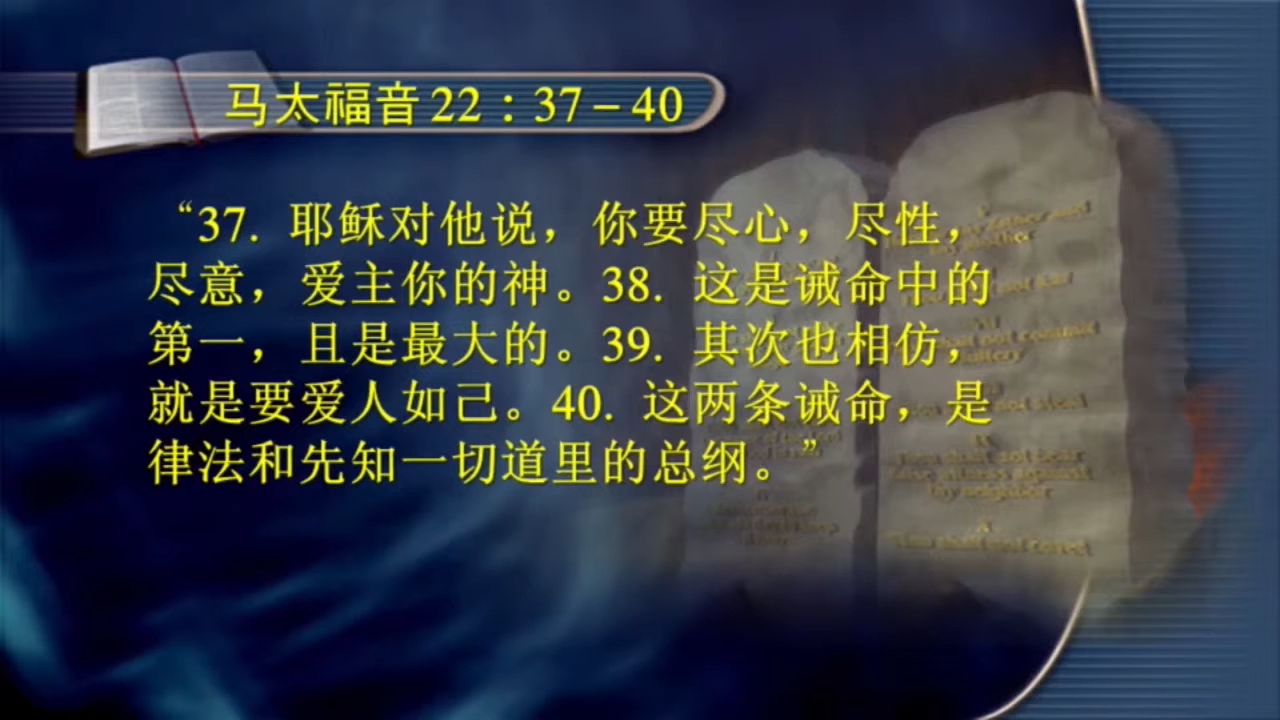 马太福音 22：37－40
“37. 耶稣对他说，你要尽心，尽性，
尽意，爱主你的神。38. 这是诫命中的
第一，且是最大的。39. 其次也相仿，
就是要爱人如己。40. 这两条诫命，是
律法和先知一切道里的总纲。”